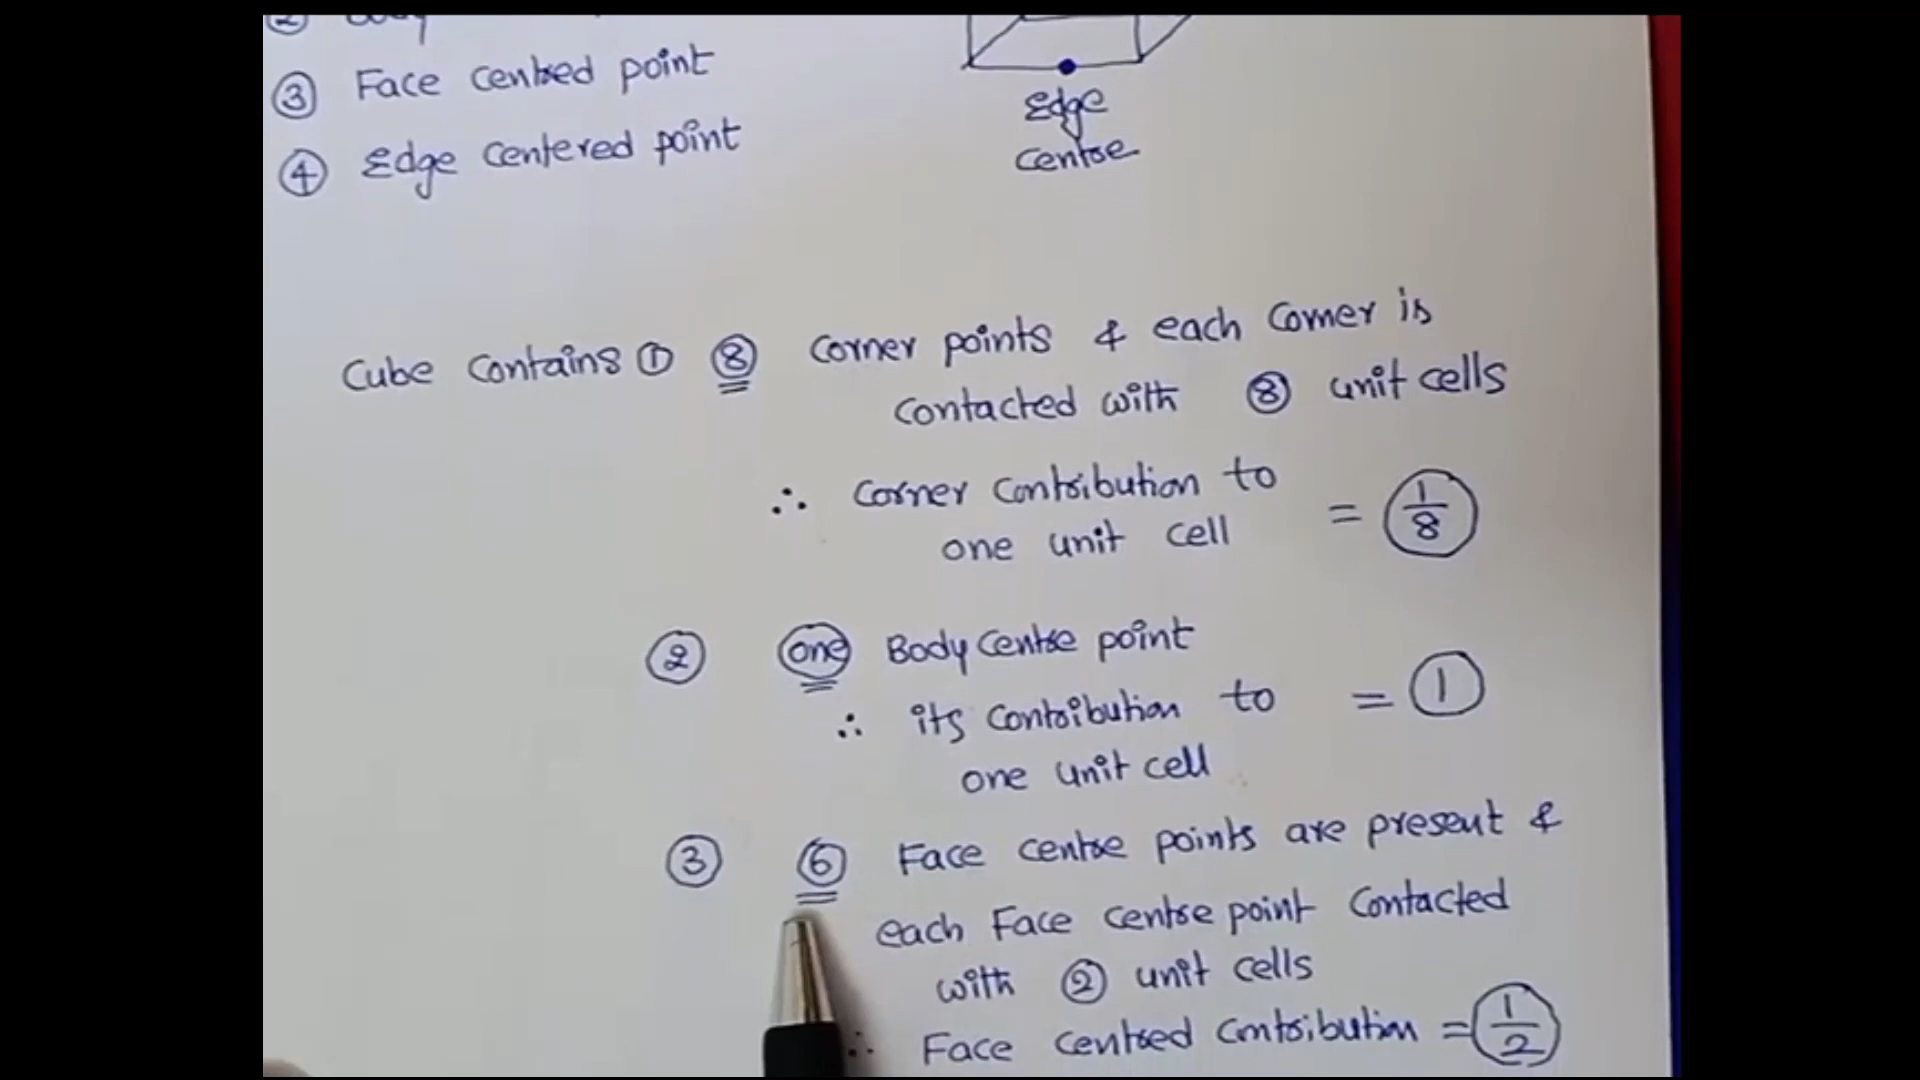 ②
③ Face centred point
④ Edge centered point
Edge
centre
Cube contains ① ⑧ corner points & each corner is
contacted with ⑧ unit cells
∴ corner contribution to
one unit cell = 1/8
② one Body centre point
∴ its contribution to
one unit cell = ①
③ ⑥ Face centre points are present &
each Face centre point contacted
with ② unit cells
∴ Face centred contribution = 1/2